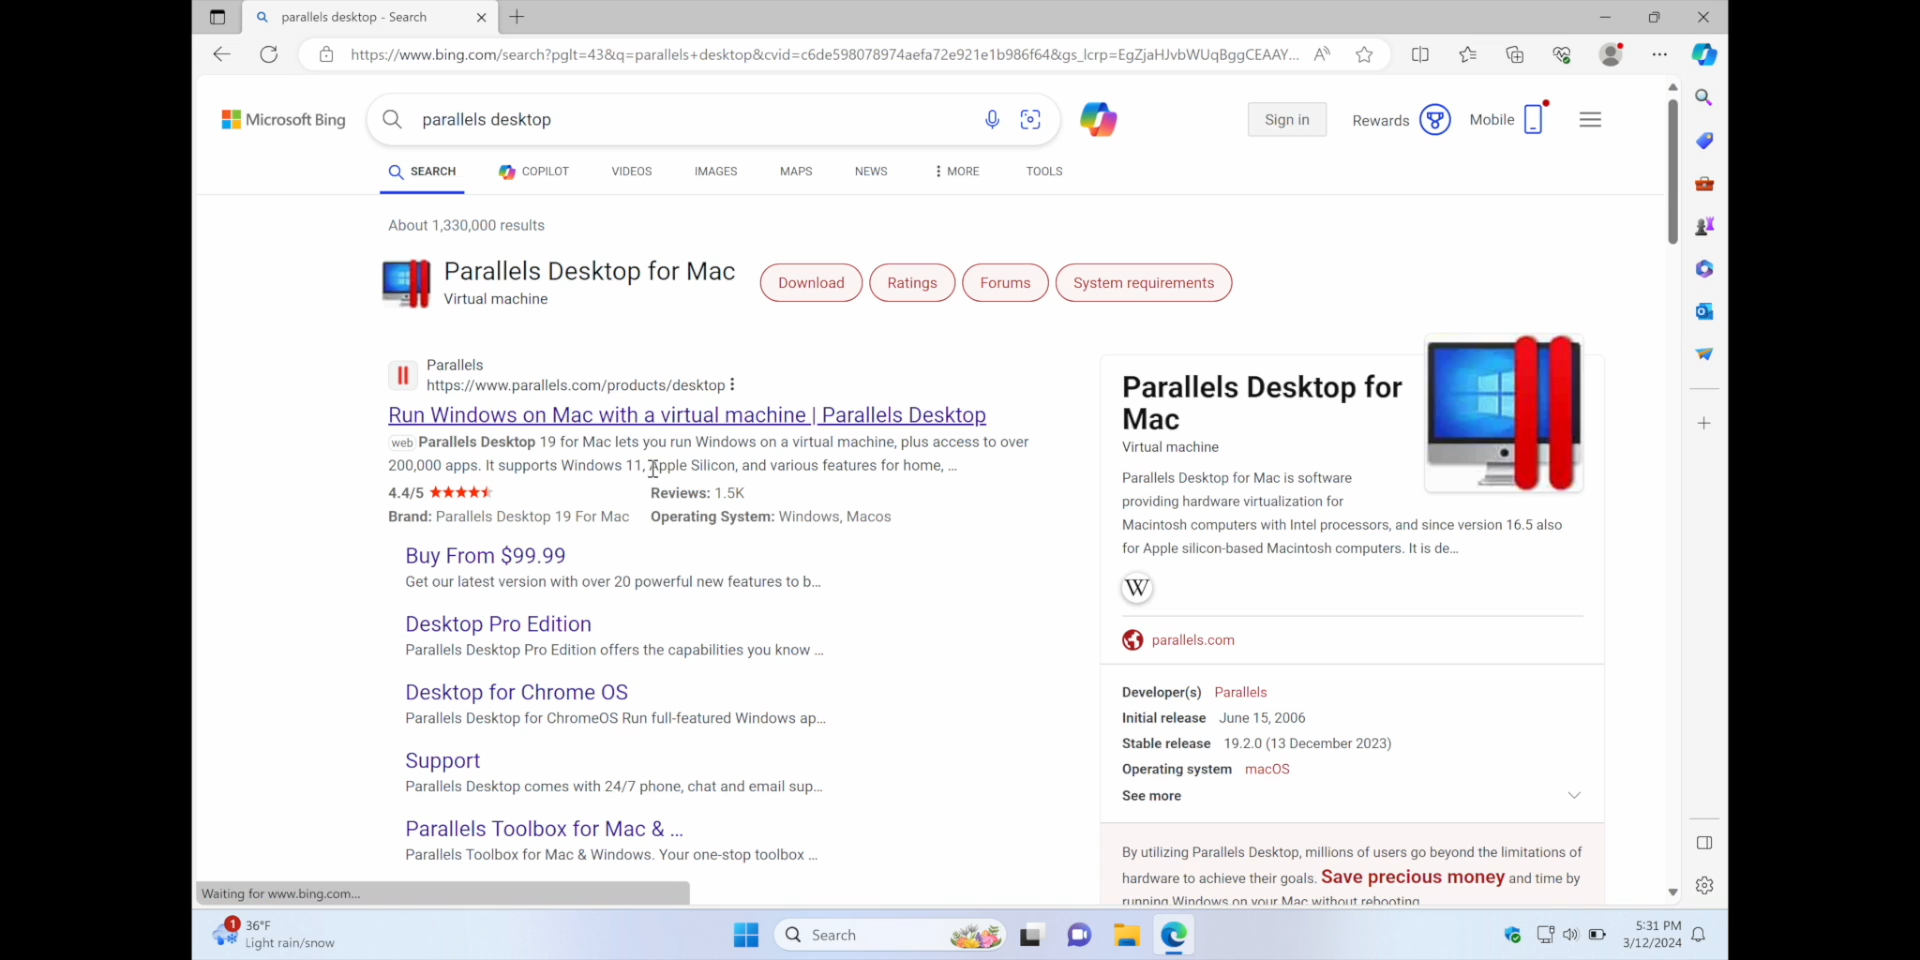 parallels desktop - Search
https://www.bing.com/search?pglt=43&q=parallels+desktop&cvid=c6de598078974aefa72e921e1b986f64&gs_lcrp=EgZjaHJvbWUqBggCEAAY...
Microsoft Bing
parallels desktop
Sign in
Rewards
Mobile
SEARCH
COPILOT
VIDEOS
IMAGES
MAPS
NEWS
MORE
TOOLS
About 1,330,000 results
Parallels Desktop for Mac
Virtual machine
Download
Ratings
Forums
System requirements
Parallels
https://www.parallels.com/products/desktop
Run Windows on Mac with a virtual machine | Parallels Desktop
web Parallels Desktop 19 for Mac lets you run Windows on a virtual machine, plus access to over
200,000 apps. It supports Windows 11, Apple Silicon, and various features for home, ...
4.4/5
Reviews: 1.5K
Brand: Parallels Desktop 19 For Mac
Operating System: Windows, Macos
Buy From $99.99
Get our latest version with over 20 powerful new features to b...
Desktop Pro Edition
Parallels Desktop Pro Edition offers the capabilities you know ...
Desktop for Chrome OS
Parallels Desktop for ChromeOS Run full-featured Windows ap...
Support
Parallels Desktop comes with 24/7 phone, chat and email sup...
Parallels Toolbox for Mac & ...
Parallels Toolbox for Mac & Windows. Your one-stop toolbox ...
Parallels Desktop for
Mac
Virtual machine
Parallels Desktop for Mac is software
providing hardware virtualization for
Macintosh computers with Intel processors, and since version 16.5 also
for Apple silicon-based Macintosh computers. It is de...
W
parallels.com
Developer(s) Parallels
Initial release June 15, 2006
Stable release 19.2.0 (13 December 2023)
Operating system macOS
See more
By utilizing Parallels Desktop, millions of users go beyond the limitations of
hardware to achieve their goals. Save precious money and time by
running Windows on your Mac without rebooting.
Waiting for www.bing.com...
1
36°F
Light rain/snow
Search
5:31 PM
3/12/2024